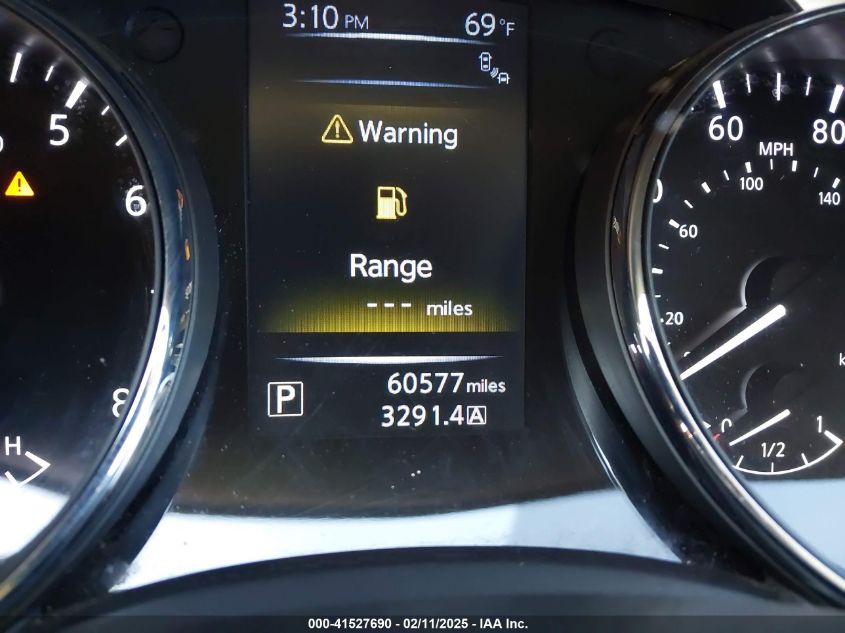 3:10 PM 69°F
Warning
Range
--- miles
60577 miles
3291.4 A
P
5
6
8
H
60
80
MPH
100
140
60
20
0
1/2
1
000-41527690 - 02/11/2025 - IAA Inc.